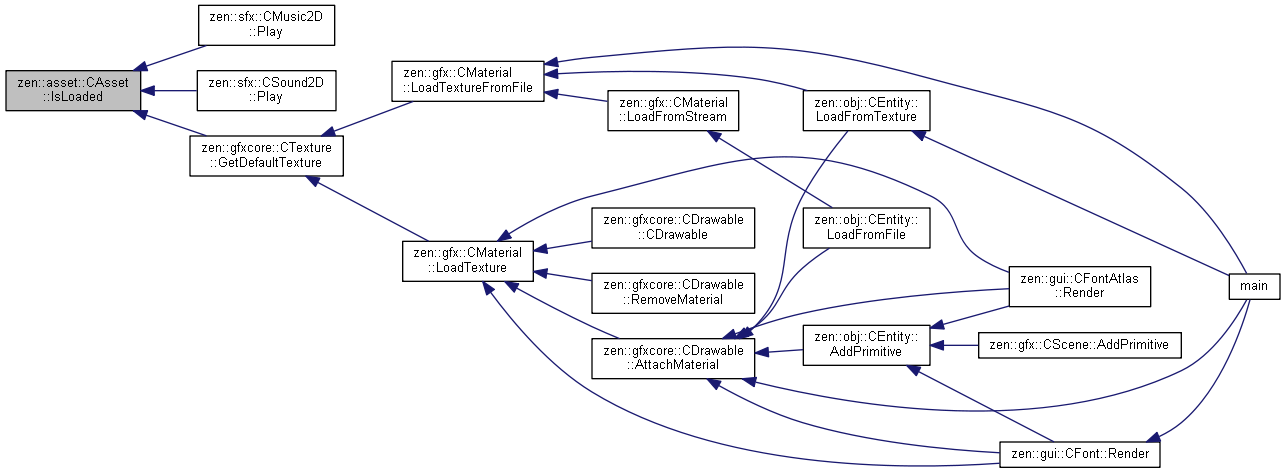 zen::sfx::CMusic2D
::Play
zen::asset::CAsset
::IsLoaded
zen::sfx::CSound2D
::Play
zen::gfxcore::CTexture
::GetDefaultTexture
zen::gfx::CMaterial
::LoadTextureFromFile
zen::gfx::CMaterial
::LoadTexture
zen::gfx::CMaterial
::LoadFromStream
zen::gfxcore::CDrawable
::CDrawable
zen::gfxcore::CDrawable
::RemoveMaterial
zen::gfxcore::CDrawable
::AttachMaterial
zen::obj::CEntity::
LoadFromTexture
zen::obj::CEntity::
LoadFromFile
zen::obj::CEntity::
AddPrimitive
zen::gui::CFontAtlas
::Render
zen::gfx::CScene::AddPrimitive
zen::gui::CFont::Render
main